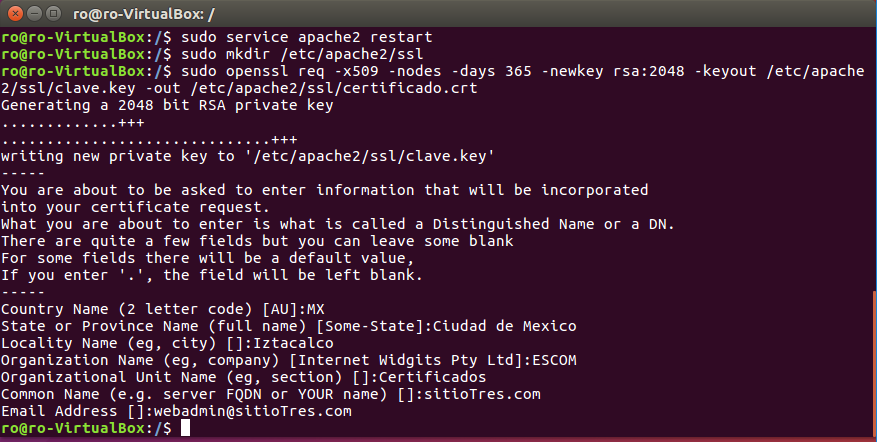 ro@ro-VirtualBox: /
ro@ro-VirtualBox:/$ sudo service apache2 restart
ro@ro-VirtualBox:/$ sudo mkdir /etc/apache2/ssl
ro@ro-VirtualBox:/$ sudo openssl req -x509 -nodes -days 365 -newkey rsa:2048 -keyout /etc/apache
2/ssl/clave.key -out /etc/apache2/ssl/certificado.crt
Generating a 2048 bit RSA private key
.............+++
..............................+++
writing new private key to '/etc/apache2/ssl/clave.key'
-----
You are about to be asked to enter information that will be incorporated
into your certificate request.
What you are about to enter is what is called a Distinguished Name or a DN.
There are quite a few fields but you can leave some blank
For some fields there will be a default value,
If you enter '.', the field will be left blank.
-----
Country Name (2 letter code) [AU]:MX
State or Province Name (full name) [Some-State]:Ciudad de Mexico
Locality Name (eg, city) []:Iztacalco
Organization Name (eg, company) [Internet Widgits Pty Ltd]:ESCOM
Organizational Unit Name (eg, section) []:Certificados
Common Name (e.g. server FQDN or YOUR name) []:sitioTres.com
Email Address []:webadmin@sitioTres.com
ro@ro-VirtualBox:/$